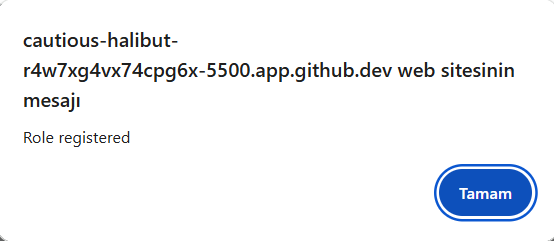 cautious-halibut-
r4w7xg4vx74cpg6x-5500.app.github.dev web sitesinin
mesajı
Role registered
Tamam